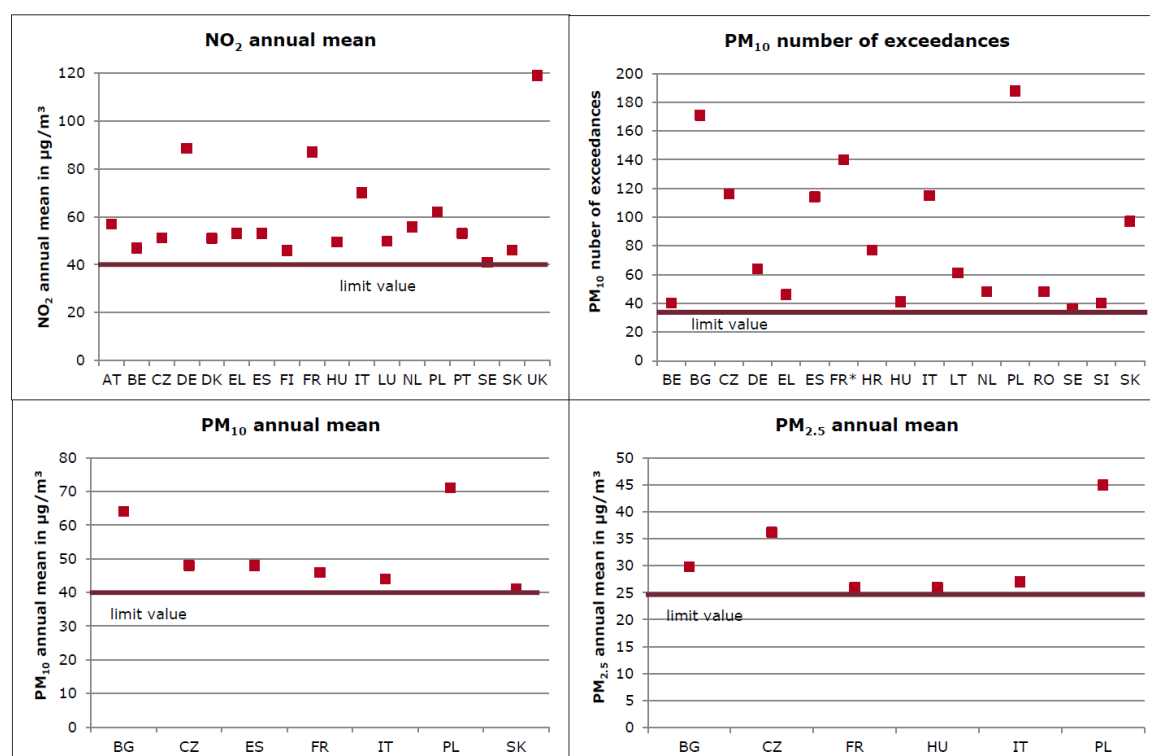 NO₂ annual mean
NO₂ annual mean in µg/m³
120
100
80
60
40
20
0
limit value
AT BE CZ DE DK EL ES FI FR HU IT LU NL PL PT SE SK UK
PM₁₀ number of exceedances
PM₁₀ nuber of exceedances
200
180
160
140
120
100
80
60
40
20
0
limit value
BE BG CZ DE EL ES FR* HR HU IT LT NL PL RO SE SI SK
PM₁₀ annual mean
PM₁₀ annual mean in µg/m³
80
70
60
50
40
30
20
10
0
limit value
BG CZ ES FR IT PL SK
PM₂.₅ annual mean
PM₂.₅ annual mean in µg/m³
50
45
40
35
30
25
20
15
10
5
0
limit value
BG CZ FR HU IT PL